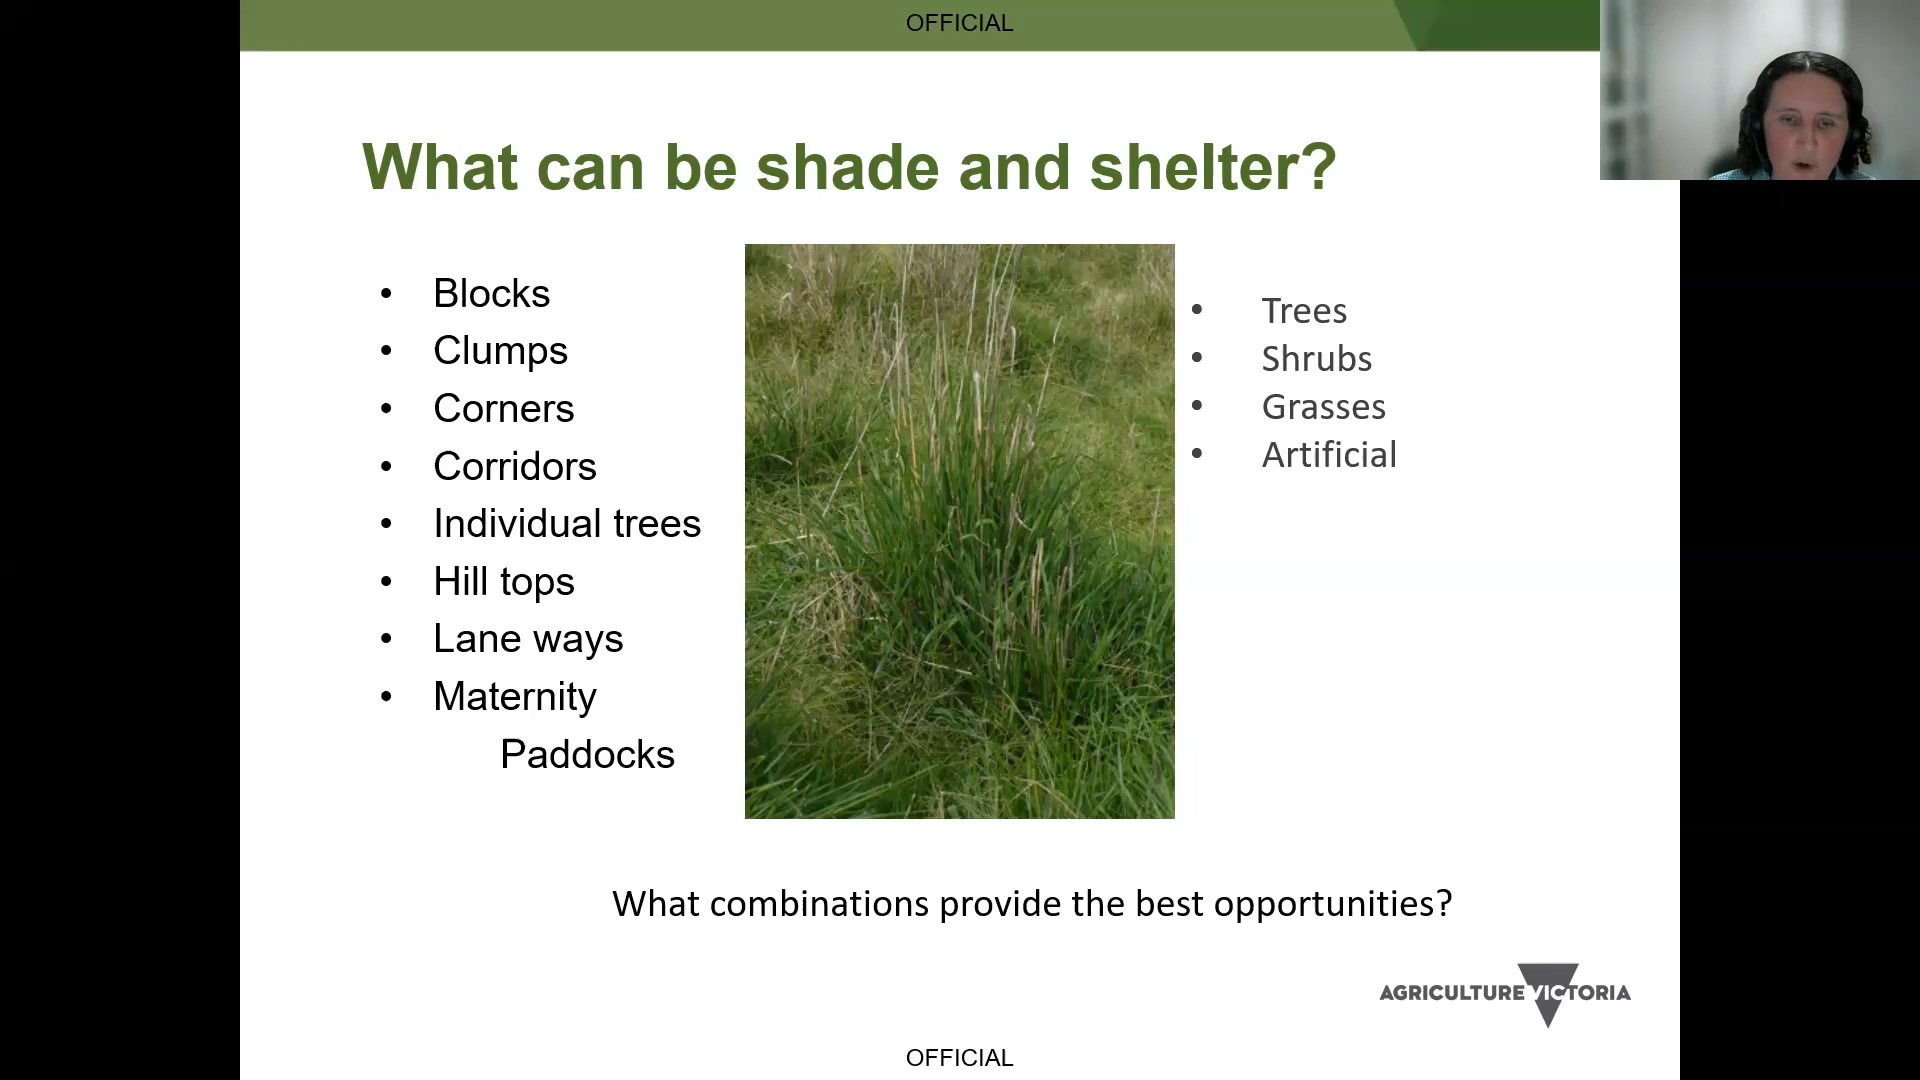 OFFICIAL
What can be shade and shelter?
• Blocks
• Clumps
• Corners
• Corridors
• Individual trees
• Hill tops
• Lane ways
• Maternity
Paddocks
• Trees
• Shrubs
• Grasses
• Artificial
What combinations provide the best opportunities?
AGRICULTURE VICTORIA
OFFICIAL